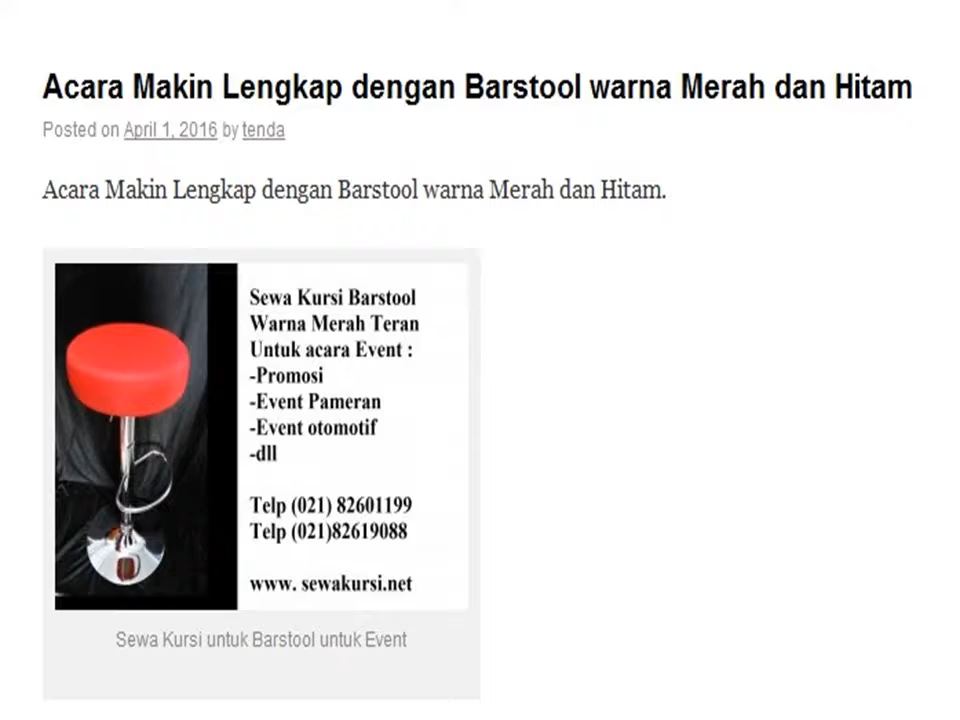 Acara Makin Lengkap dengan Barstool warna Merah dan Hitam
Posted on April 1, 2016 by tenda
Acara Makin Lengkap dengan Barstool warna Merah dan Hitam.
Sewa Kursi Barstool
Warna Merah Teran
Untuk acara Event :
-Promosi
-Event Pameran
-Event otomotif
-dll
Telp (021) 82601199
Telp (021)82619088
www. sewakursi.net
Sewa Kursi untuk Barstool untuk Event